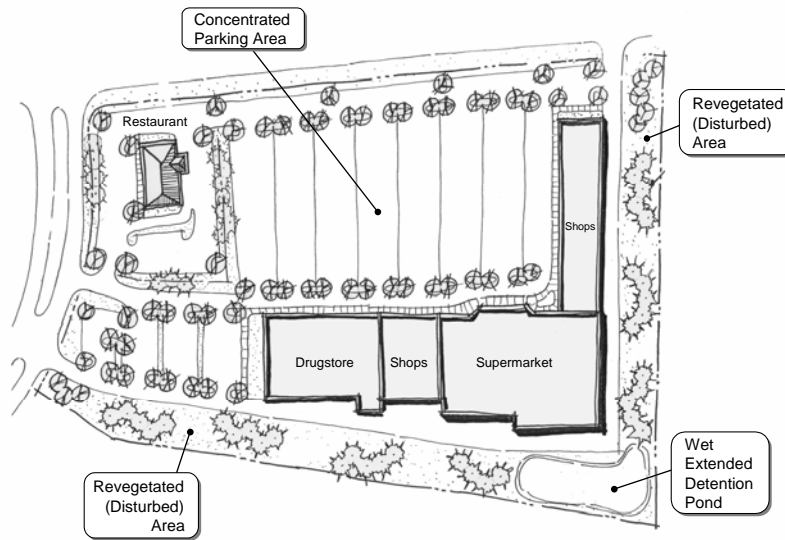 Concentrated
Parking Area
Restaurant
Revegetated
(Disturbed)
Area
Shops
Drugstore
Shops
Supermarket
Revegetated
(Disturbed)
Area
Wet
Extended
Detention
Pond